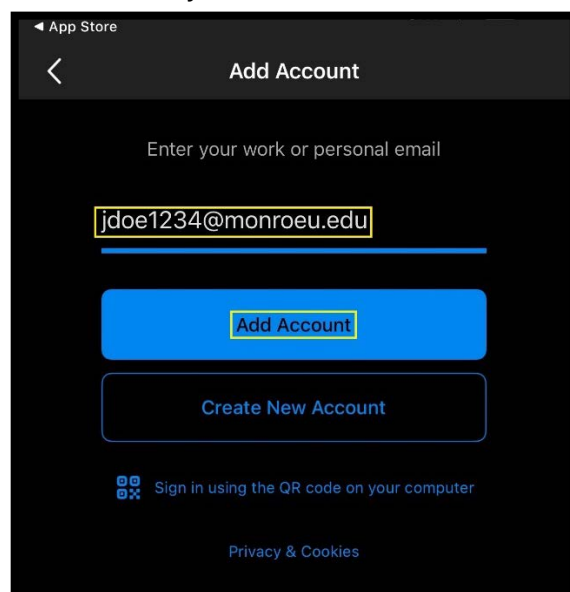 ◄ App Store
Add Account
Enter your work or personal email
jdoe1234@monroeu.edu
Add Account
Create New Account
Sign in using the QR code on your computer
Privacy & Cookies